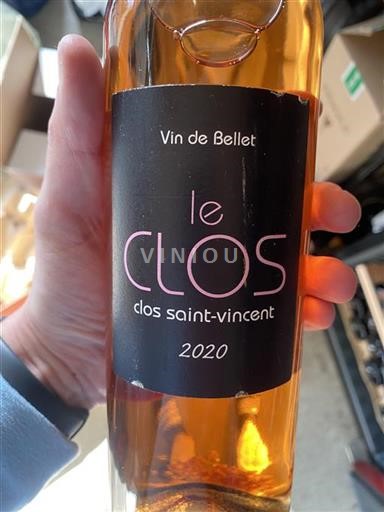 Vin de Bellet
le
CLOS
VINIOU
clos saint-vincent
2020